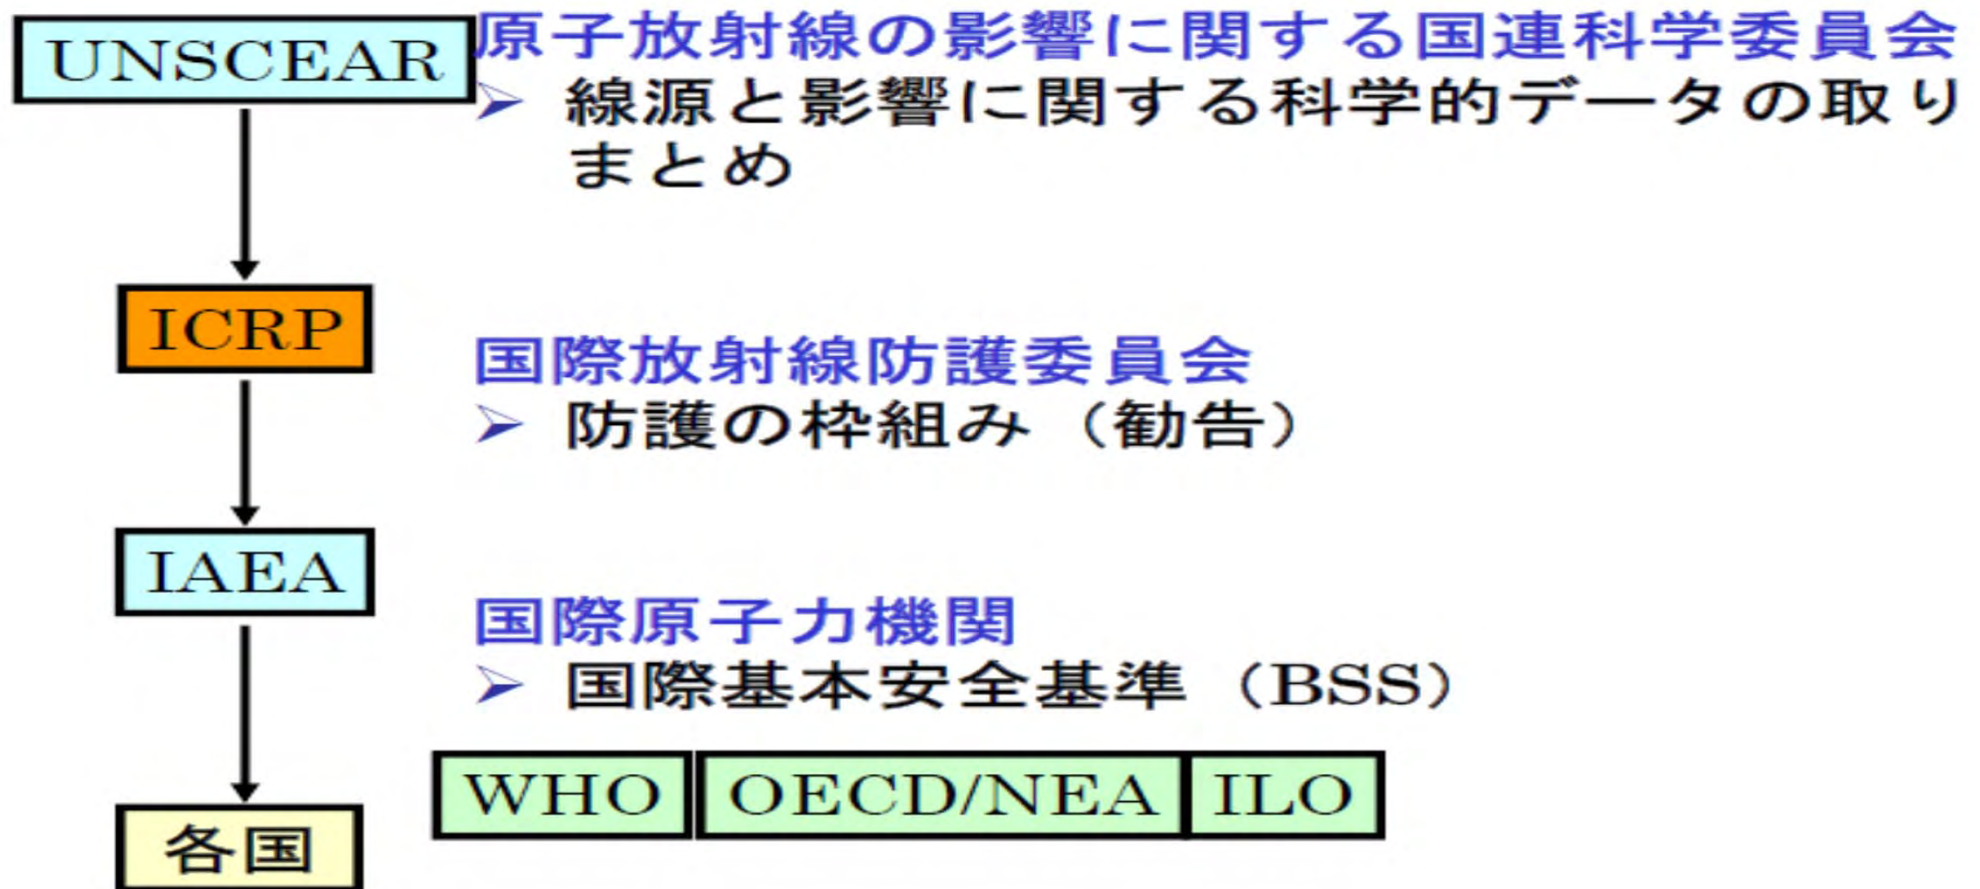 UNSCEAR
原子放射線の影響に関する国連科学委員会
➢ 線源と影響に関する科学的データの取り
まとめ
ICRP
国際放射線防護委員会
➢ 防護の枠組み（勧告）
IAEA
国際原子力機関
➢ 国際基本安全基準（BSS）
WHO OECD/NEA ILO
各国